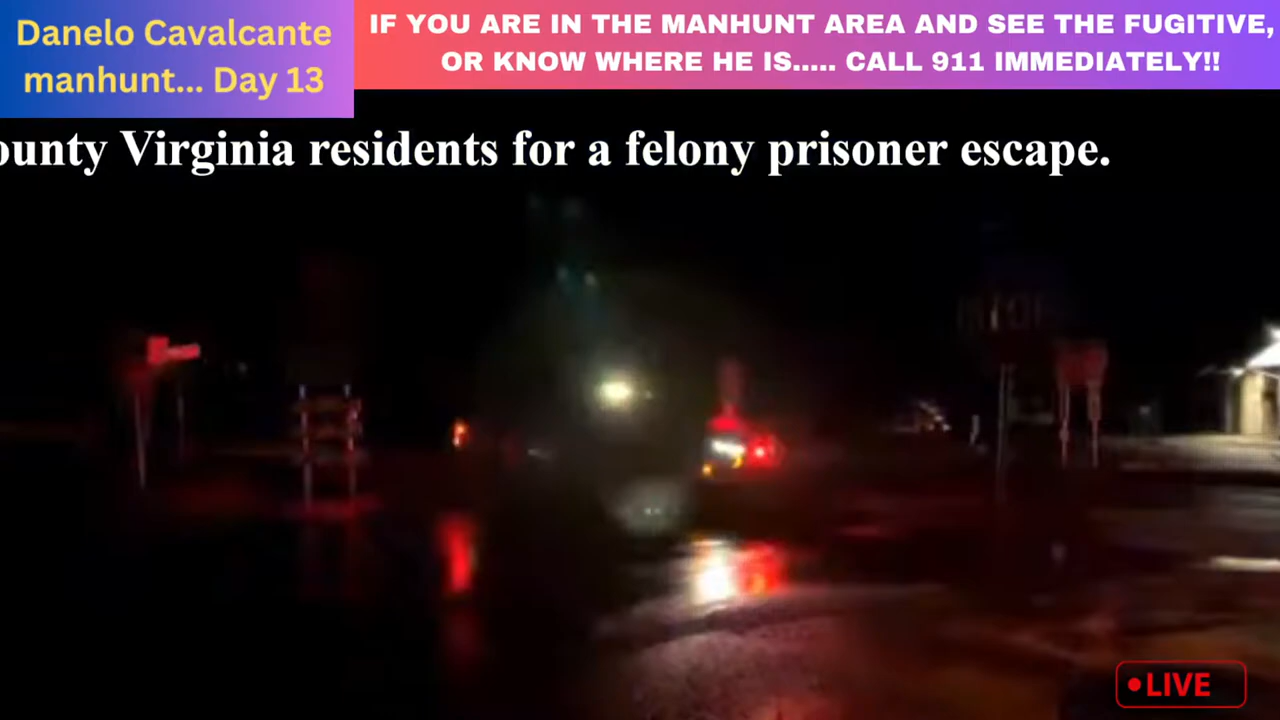 Danelo Cavalcante
manhunt... Day 13
IF YOU ARE IN THE MANHUNT AREA AND SEE THE FUGITIVE,
OR KNOW WHERE HE IS..... CALL 911 IMMEDIATELY!!
ounty Virginia residents for a felony prisoner escape.
LIVE